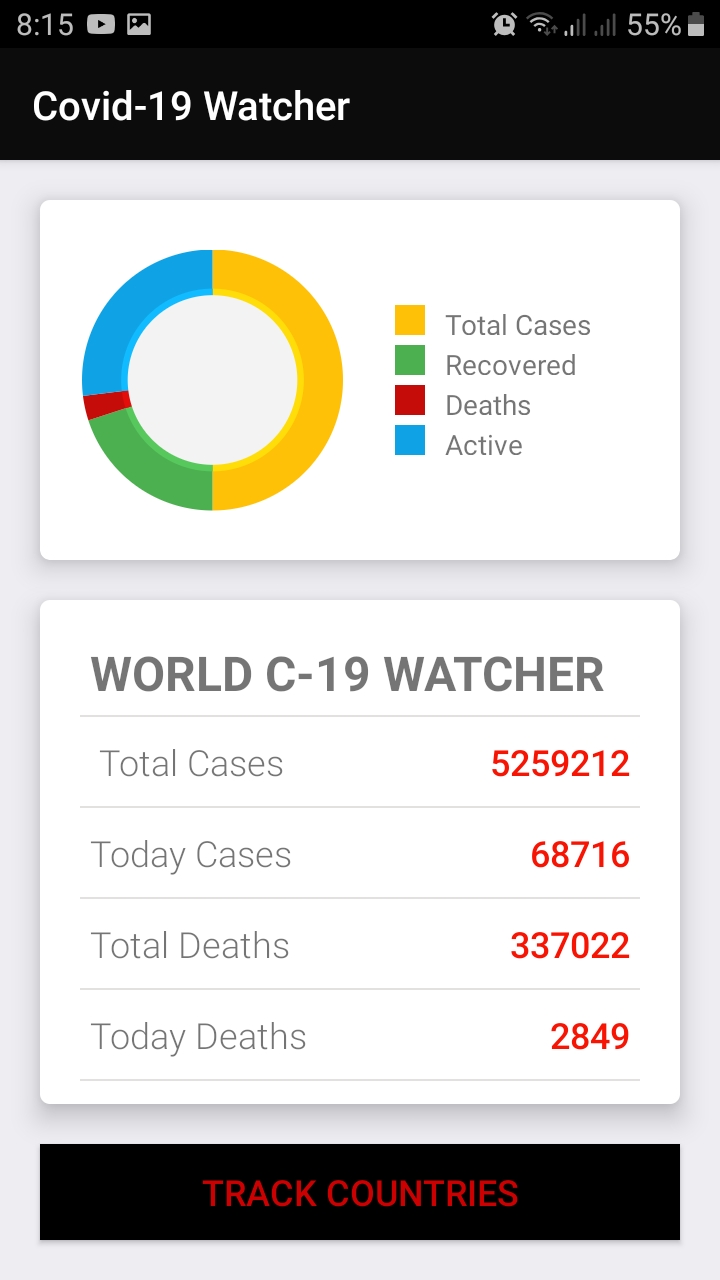 8:15 55%
Covid-19 Watcher
Total Cases
Recovered
Deaths
Active
WORLD C-19 WATCHER
Total Cases 5259212
Today Cases 68716
Total Deaths 337022
Today Deaths 2849
TRACK COUNTRIES